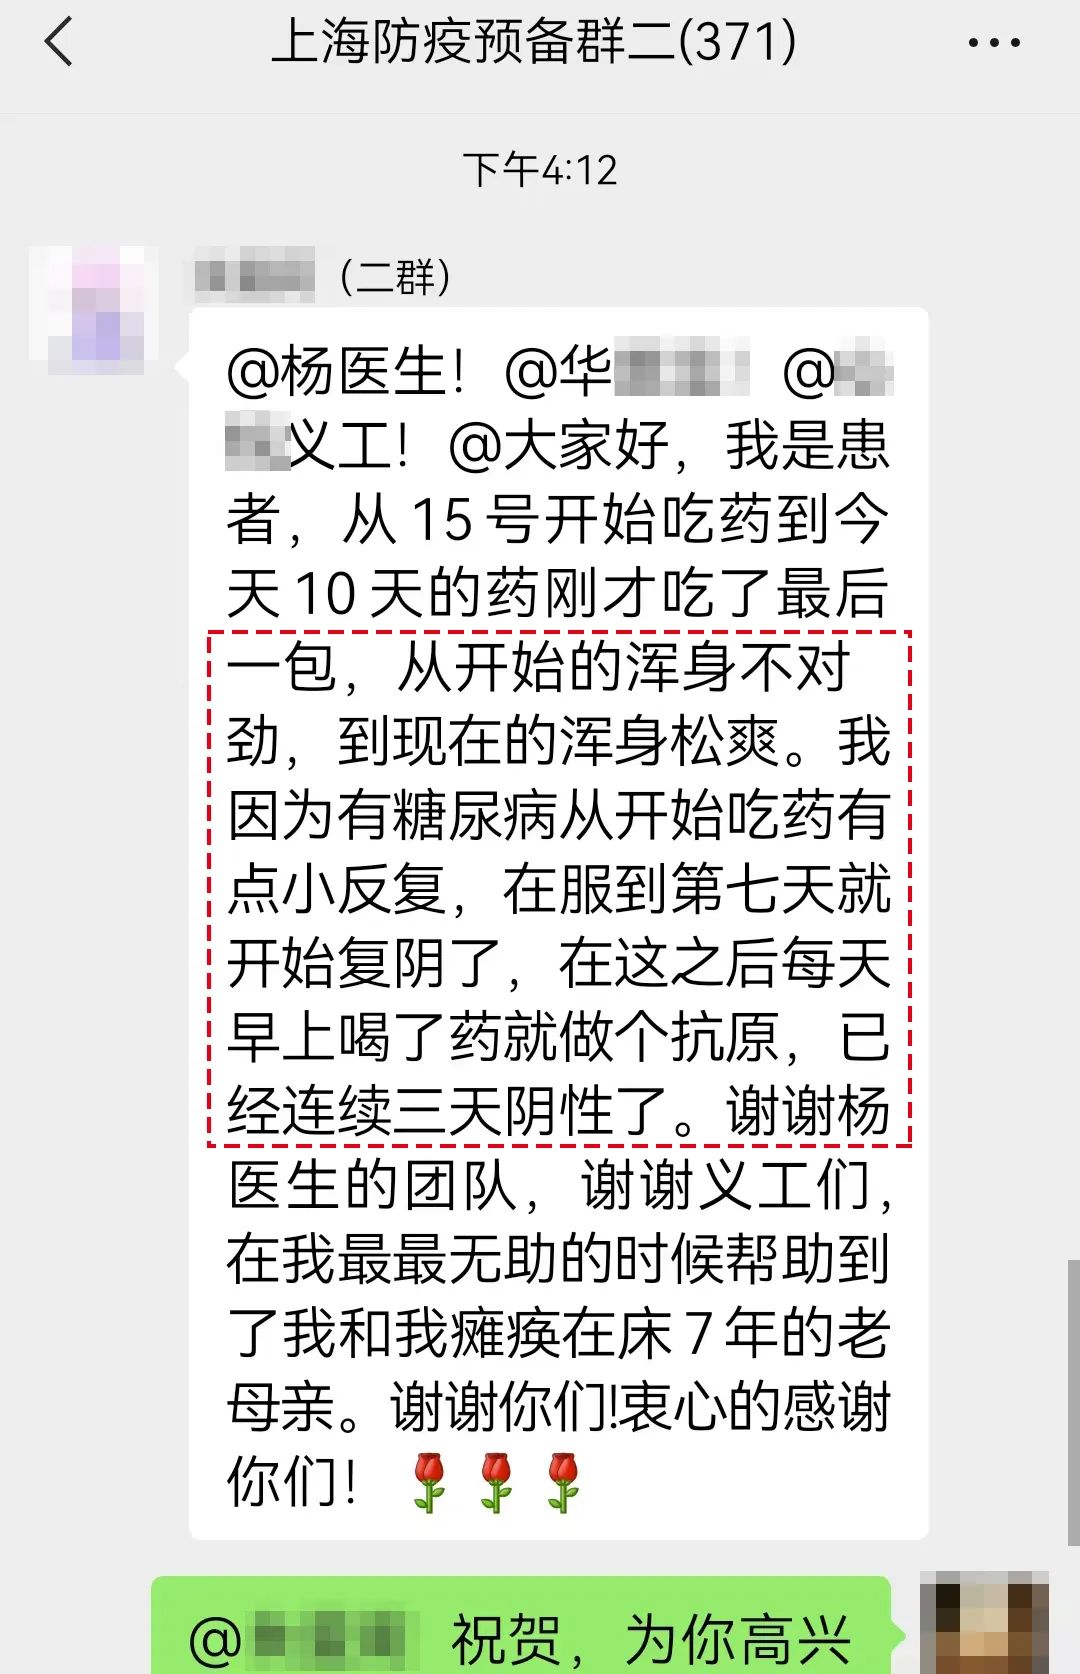 上海防疫预备群二(371)
下午4:12
（二群）
@杨医生！@华 @
义工！@大家好，我是患
者，从15号开始吃药到今
天10天的药刚才吃了最后
一包，从开始的浑身不对
劲，到现在的浑身松爽。我
因为有糖尿病从开始吃药有
点小反复，在服到第七天就
开始复阴了，在这之后每天
早上喝了药就做个抗原，已
经连续三天阴性了。谢谢杨
医生的团队，谢谢义工们，
在我最最无助的时候帮助到
了我和我瘫痪在床7年的老
母亲。谢谢你们!衷心的感谢
你们！🌹🌹🌹
@ 祝贺，为你高兴